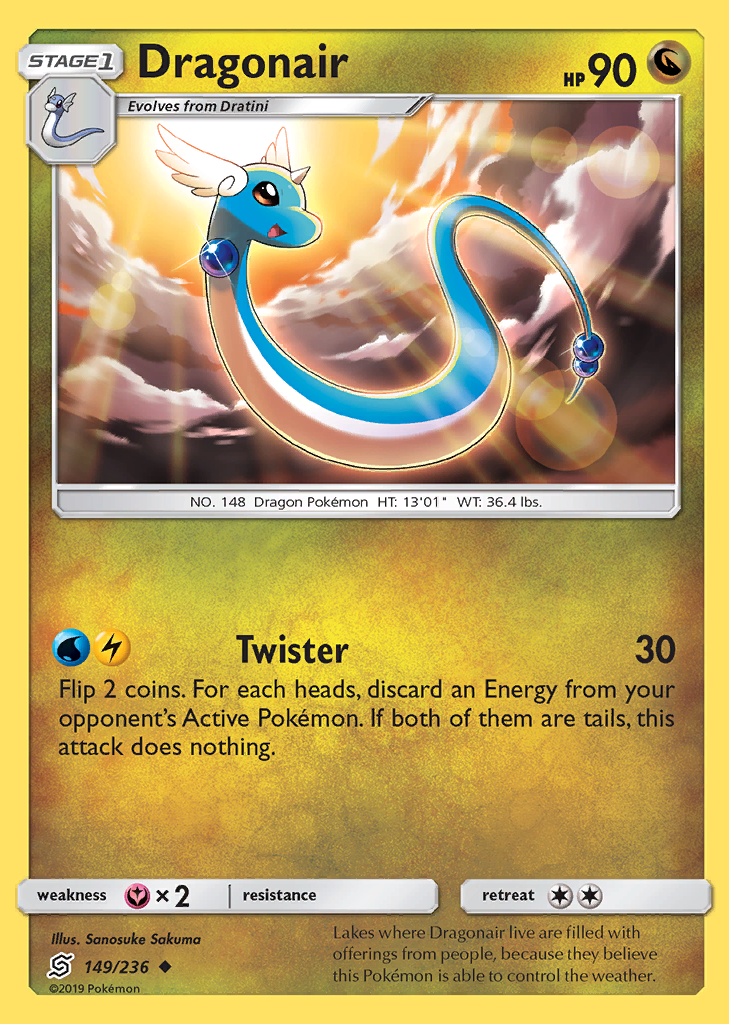 STAGE1
Dragonair
HP 90
Evolves from Dratini
NO. 148 Dragon Pokémon HT: 13'01" WT: 36.4 lbs.
Twister 30
Flip 2 coins. For each heads, discard an Energy from your
opponent's Active Pokémon. If both of them are tails, this
attack does nothing.
weakness × 2 resistance retreat
Illus. Sanosuke Sakuma
149/236
©2019 Pokémon
Lakes where Dragonair live are filled with
offerings from people, because they believe
this Pokémon is able to control the weather.